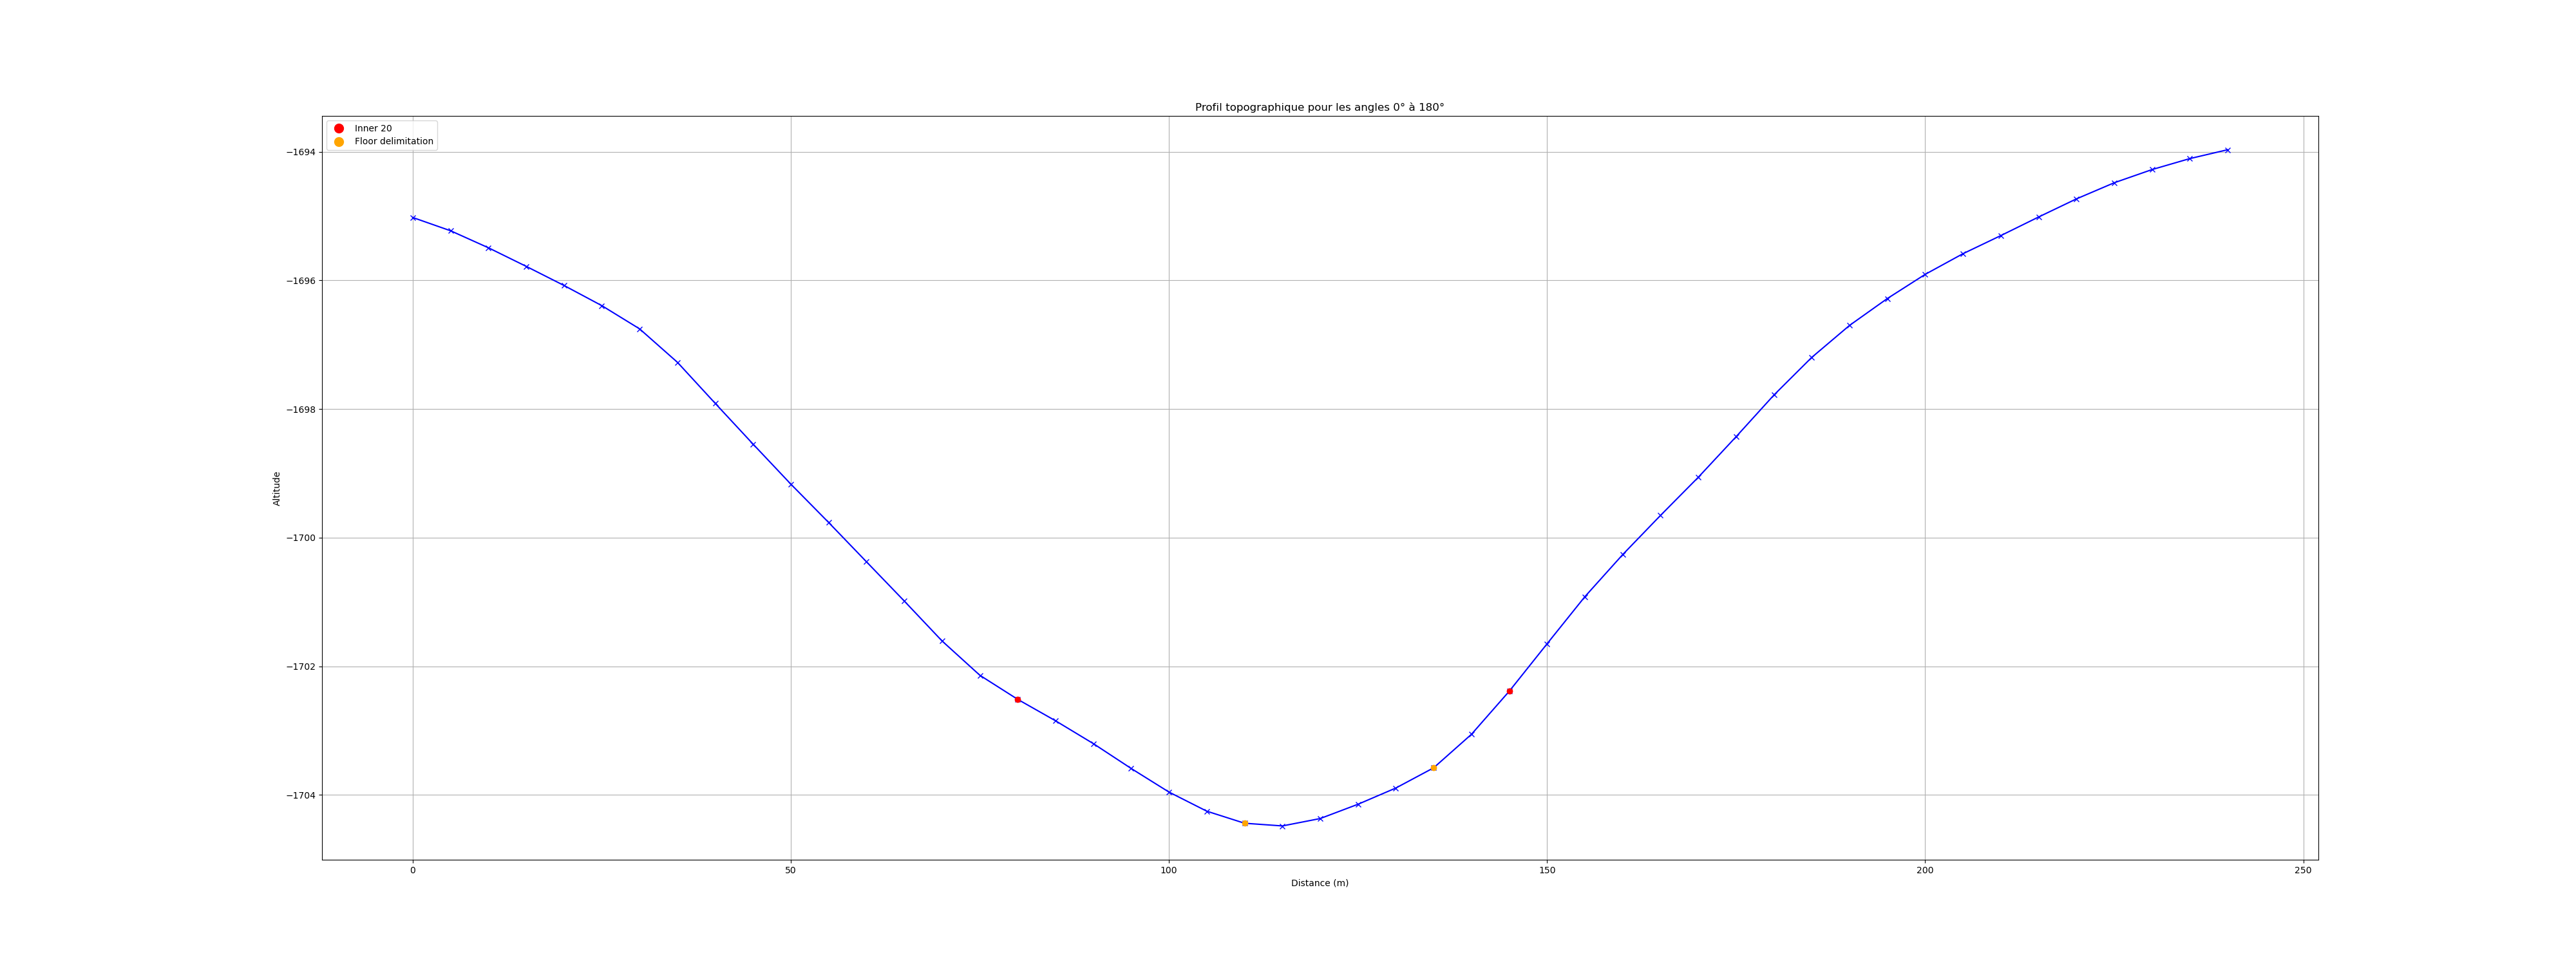 Profil topographique pour les angles 0° à 180°
Inner 20
Floor delimitation
−1694
−1696
−1698
−1700
−1702
−1704
Altitude
0
50
100
150
200
250
Distance (m)